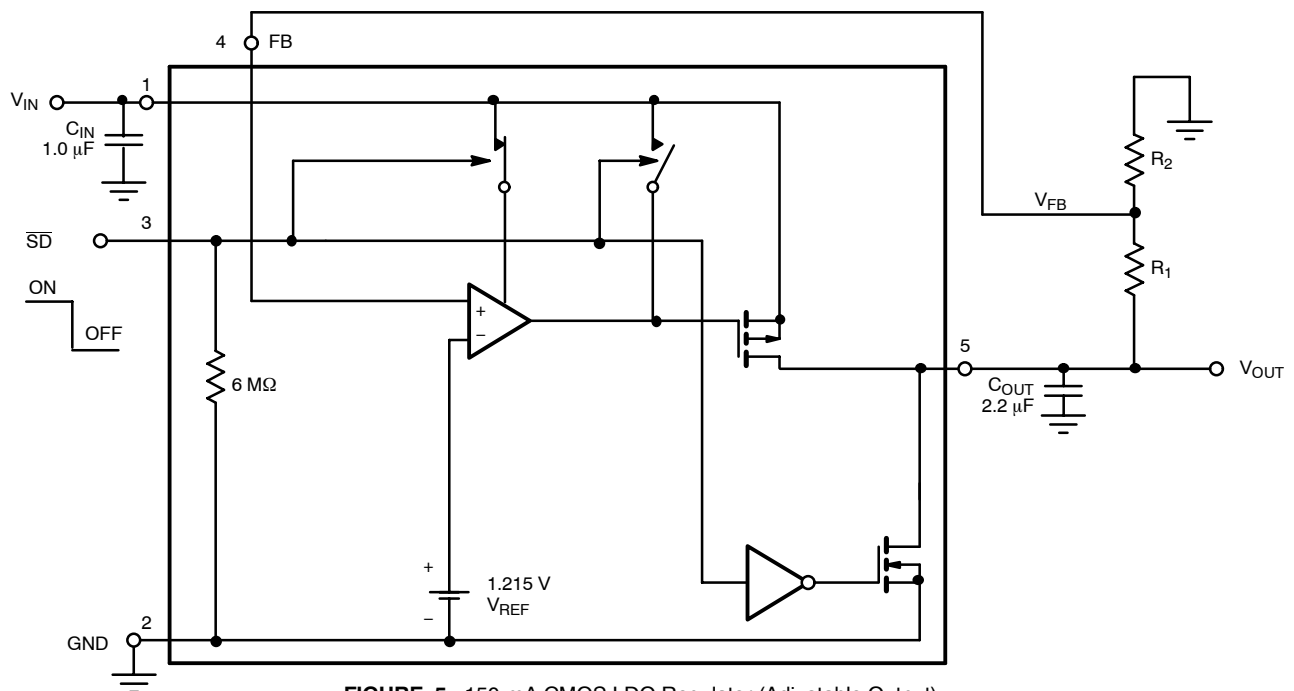 4
FB
V_IN
1
C_IN
1.0 μF
3
SD
ON
OFF
6 MΩ
+
−
+
−
1.215 V
V_REF
GND
2
V_FB
R_2
R_1
5
C_OUT
2.2 μF
V_OUT
FIGURE 5. 150-mA CMOS LDO Regulator (Adjustable Output)